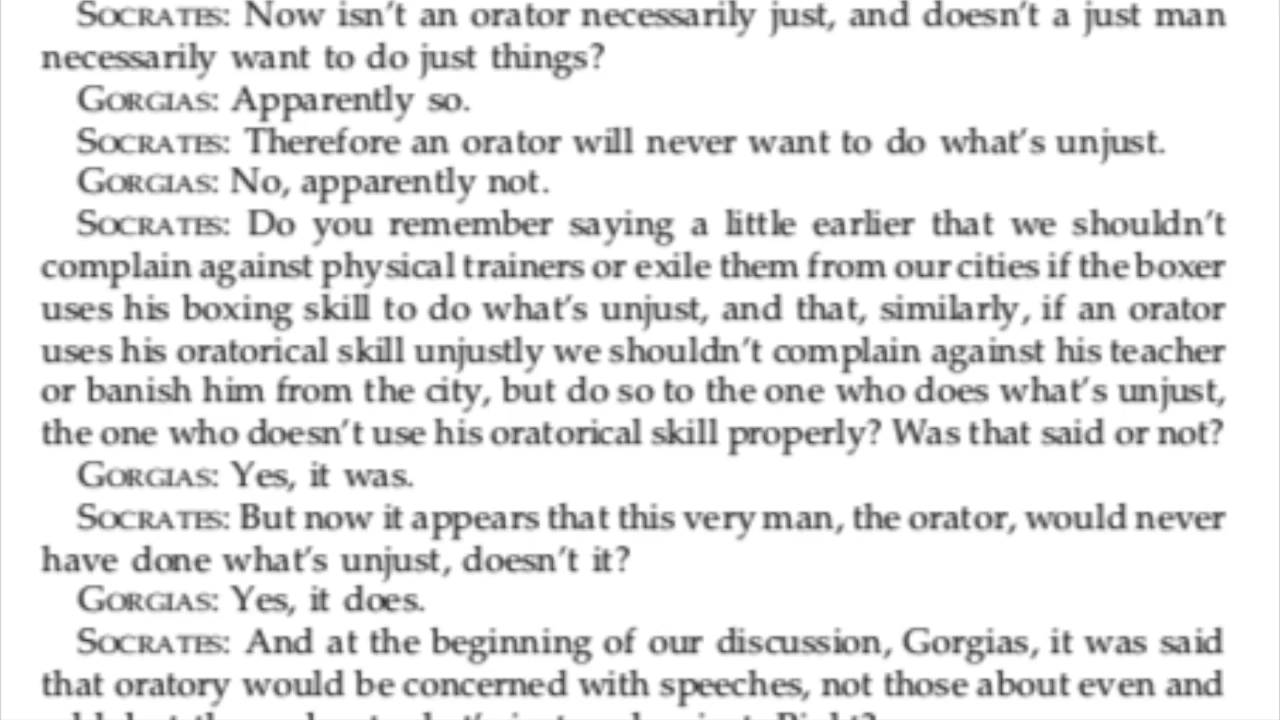 SOCRATES: Now isn't an orator necessarily just, and doesn't a just man
necessarily want to do just things?
GORGIAS: Apparently so.
SOCRATES: Therefore an orator will never want to do what's unjust.
GORGIAS: No, apparently not.
SOCRATES: Do you remember saying a little earlier that we shouldn't
complain against physical trainers or exile them from our cities if the boxer
uses his boxing skill to do what's unjust, and that, similarly, if an orator
uses his oratorical skill unjustly we shouldn't complain against his teacher
or banish him from the city, but do so to the one who does what's unjust,
the one who doesn't use his oratorical skill properly? Was that said or not?
GORGIAS: Yes, it was.
SOCRATES: But now it appears that this very man, the orator, would never
have done what's unjust, doesn't it?
GORGIAS: Yes, it does.
SOCRATES: And at the beginning of our discussion, Gorgias, it was said
that oratory would be concerned with speeches, not those about even and